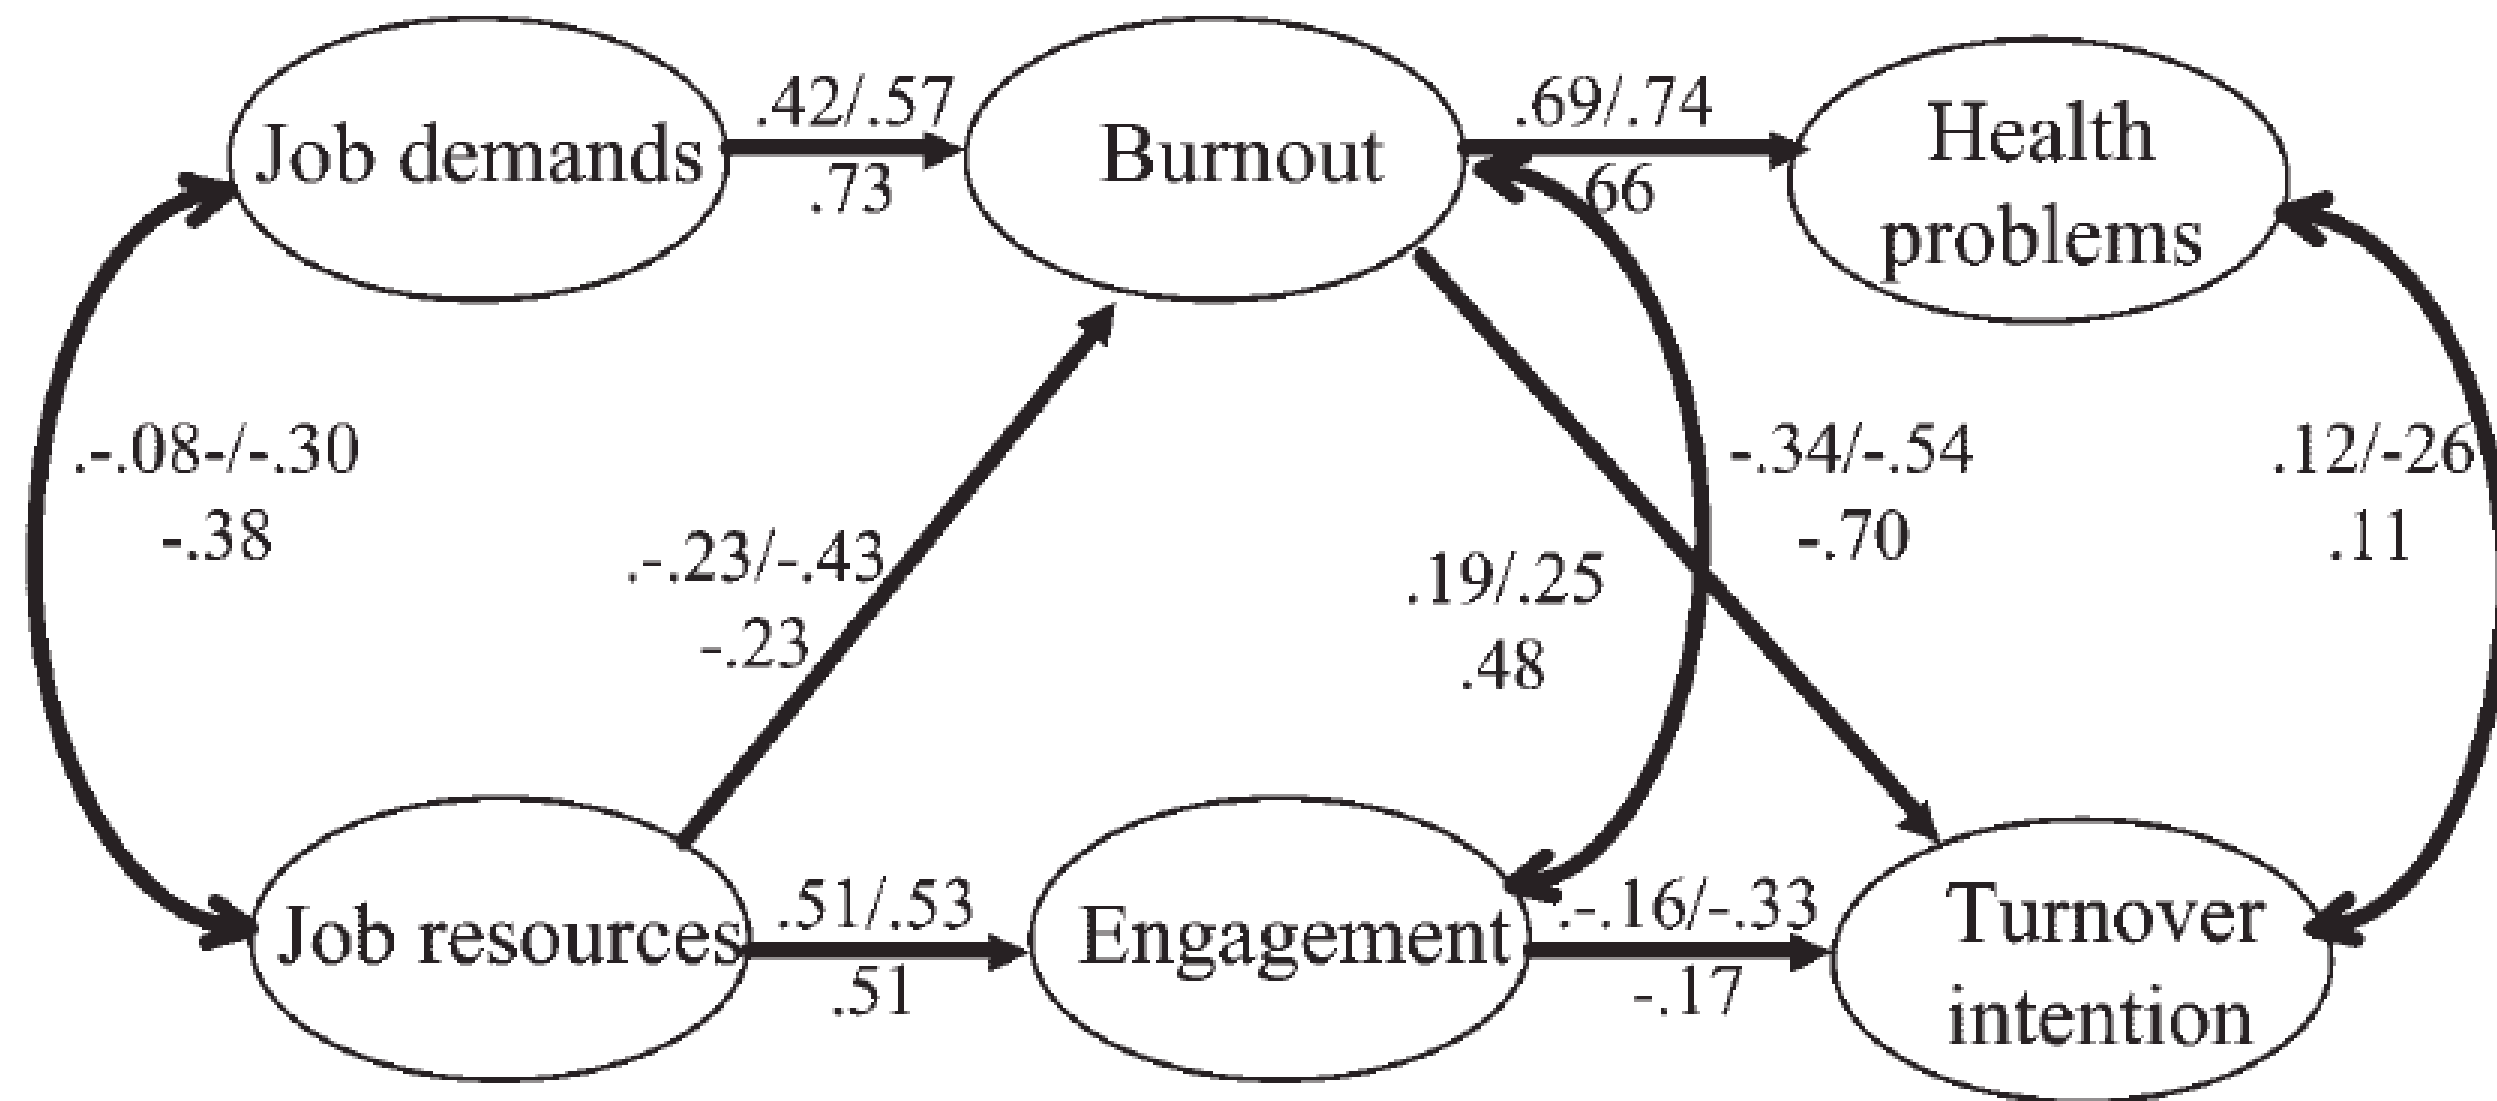 Job demands
.42/.57
.73
Burnout
.69/.74
66
Health
problems
.-.08-/-.30
-.38
.-.23/-.43
-.23
.19/.25
.48
-.34/-.54
-.70
.12/-26
.11
Job resources
.51/.53
.51
Engagement
.-.16/-.33
-.17
Turnover
intention